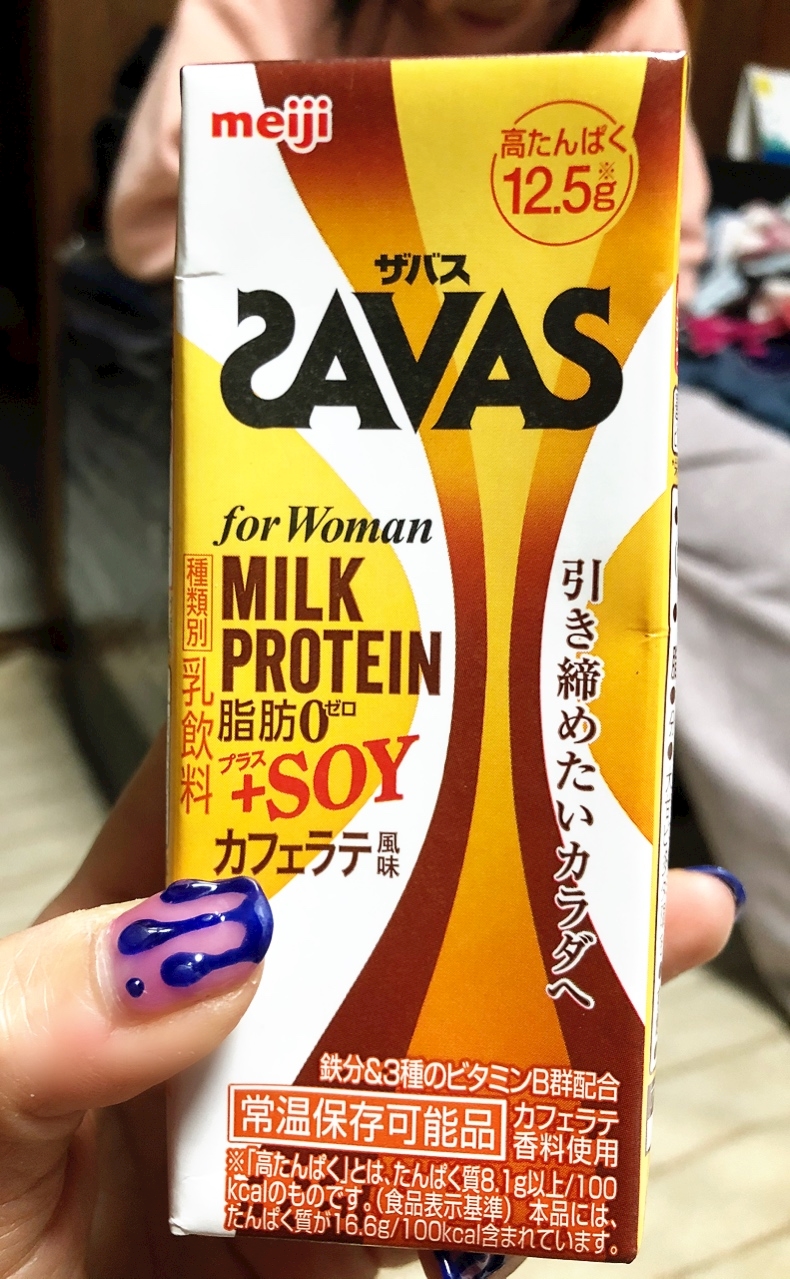 meiji
高たんぱく
12.5g※
ザバス
SAVAS
for Woman
種類別 乳飲料
MILK
PROTEIN
脂肪0ゼロ
プラス
+SOY
カフェラテ風味
引き締めたいカラダへ
鉄分&3種のビタミンB群配合
常温保存可能品
カフェラテ
香料使用
※「高たんぱく」とは、たんぱく質8.1g以上/100
kcalのものです。(食品表示基準) 本品には、
たんぱく質が16.6g/100kcal含まれています。